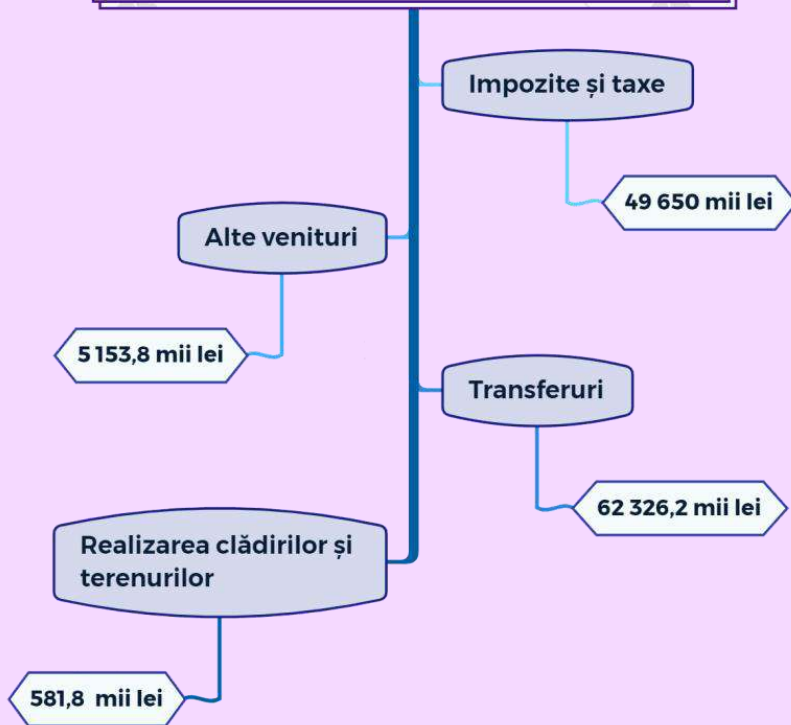 Impozite și taxe
49 650 mii lei
Alte venituri
5 153,8 mii lei
Transferuri
62 326,2 mii lei
Realizarea clădirilor și
terenurilor
581,8 mii lei